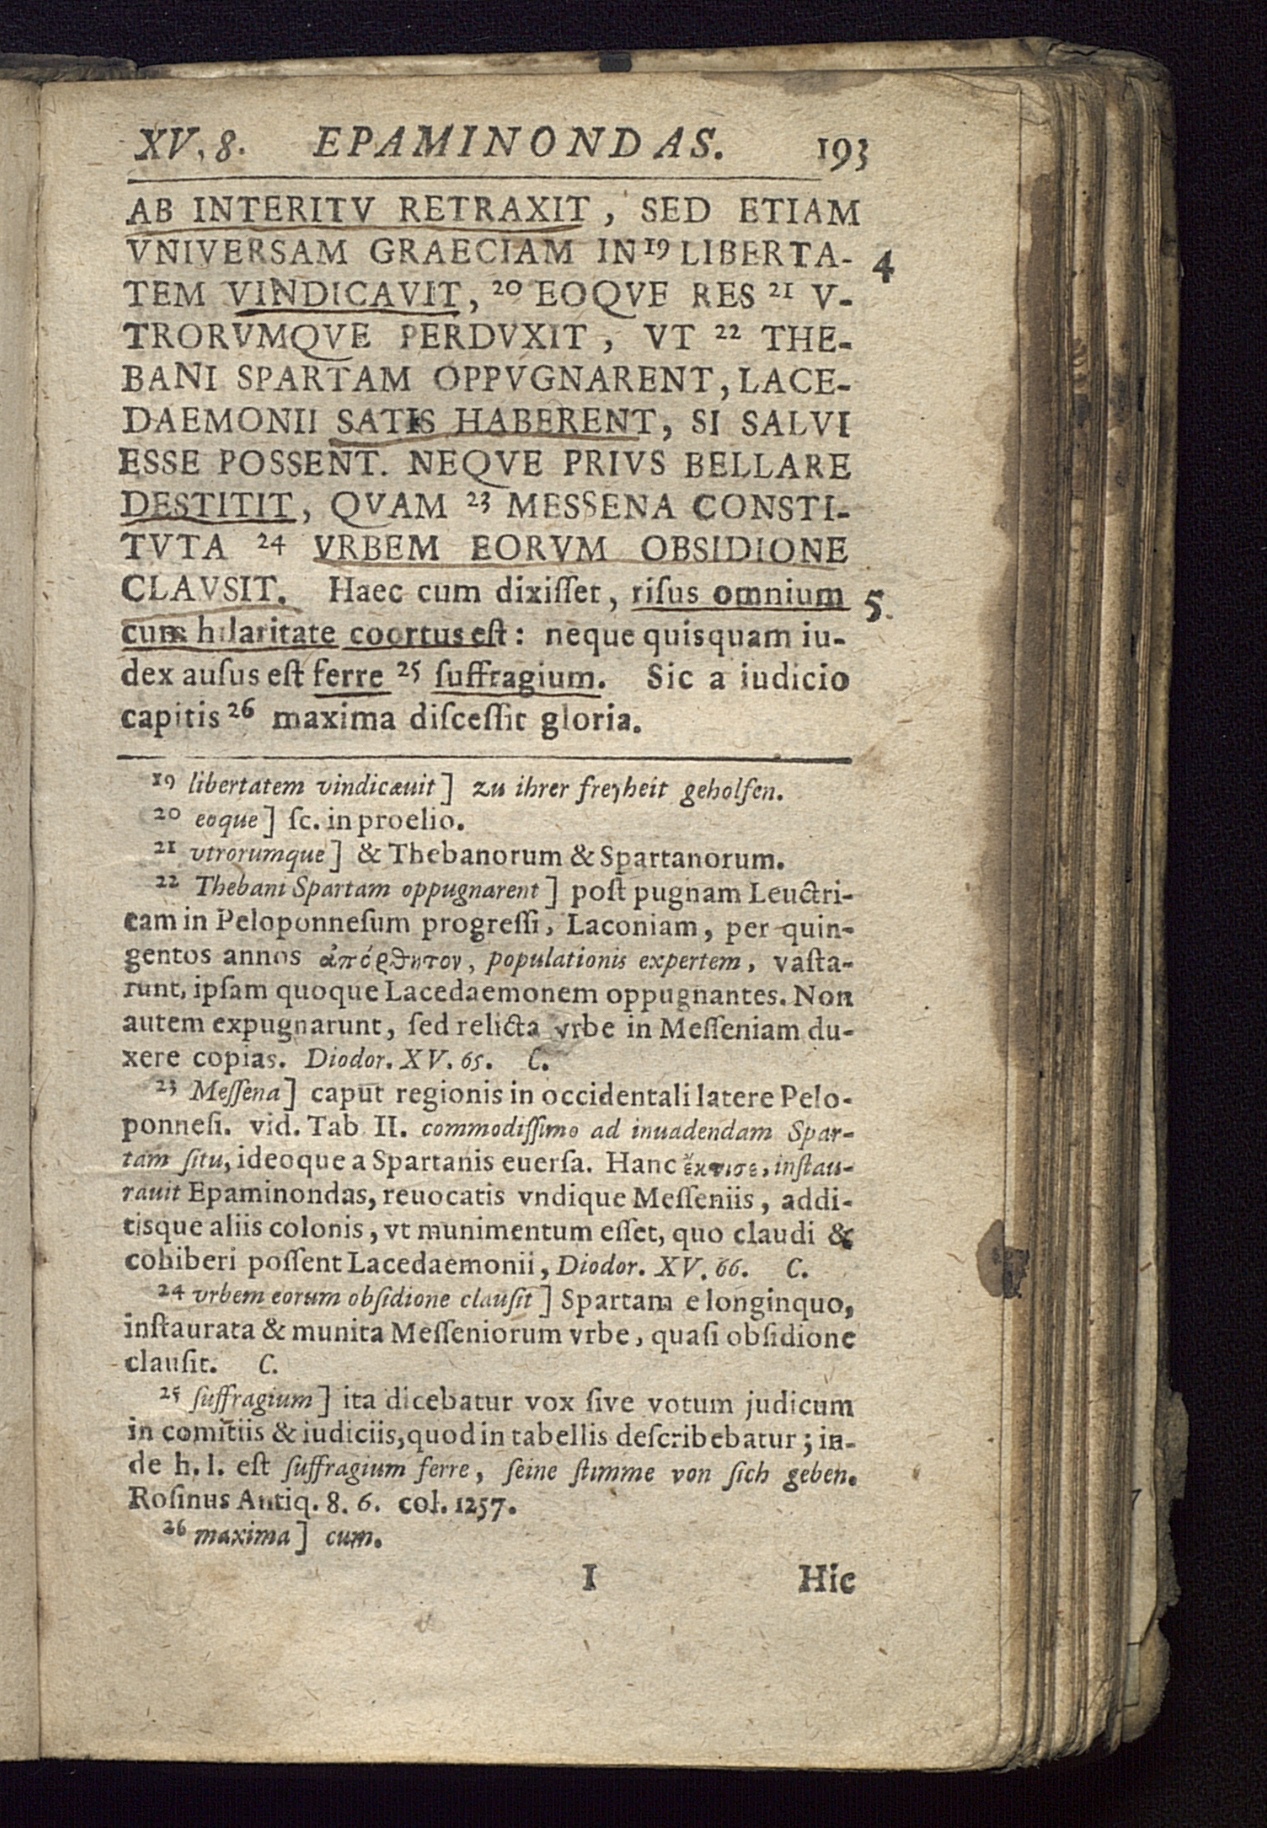 XV. 8. EPAMINONDAS. 193
AB INTERITV RETRAXIT, SED ETIAM
VNIVERSAM GRAECIAM IN 19 LIBERTA- 4
TEM VINDICAVIT, 20 EOQVE RES 21 V-
TRORVMQVE PERDVXIT, VT 22 THE-
BANI SPARTAM OPPVGNARENT, LACE-
DAEMONII SATIS HABERENT, SI SALVI
ESSE POSSENT. NEQVE PRIVS BELLARE
DESTITIT, QVAM 23 MESSENA CONSTI-
TVTA 24 VRBEM EORVM OBSIDIONE
CLAVSIT. Haec cum dixiſſet, riſus omnium 5.
cum hilaritate coortus eſt: neque quisquam iu-
dex auſus eſt ferre 25 ſuffragium. Sic a iudicio
capitis 26 maxima diſceſſit gloria.
19 libertatem vindicauit] zu ihrer freyheit geholfen.
20 eoque] ſc. in proelio.
21 vtrorumque] & Thebanorum & Spartanorum.
22 Thebani Spartam oppugnarent] poſt pugnam Leuctri-
cam in Peloponneſum progreſſi, Laconiam, per quin-
gentos annos ἀπόρθητον, populationis expertem, vaſta-
runt, ipſam quoque Lacedaemonem oppugnantes. Non
autem expugnarunt, ſed relicta vrbe in Meſſeniam du-
xere copias. Diodor. XV. 65. C.
23 Meſſena] caput regionis in occidentali latere Pelo-
ponneſi. vid. Tab II. commodiſſimo ad inuadendam Spar-
tam ſitu, ideoque a Spartanis euerſa. Hanc ἔκτισε, inſtau-
rauit Epaminondas, reuocatis vndique Meſſeniis, addi-
tisque aliis colonis, vt munimentum eſſet, quo claudi &
cohiberi poſſent Lacedaemonii, Diodor. XV. 66. C.
24 vrbem eorum obſidione clauſit] Spartam e longinquo,
inſtaurata & munita Meſſeniorum vrbe, quaſi obſidione
clauſit. C.
25 ſuffragium] ita dicebatur vox ſive votum judicum
in comitiis & iudiciis, quod in tabellis deſcribebatur; in-
de h. l. eſt ſuffragium ferre, ſeine ſtimme von ſich geben.
Roſinus Antiq. 8. 6. col. 1257.
26 maxima] cum.
I Hic